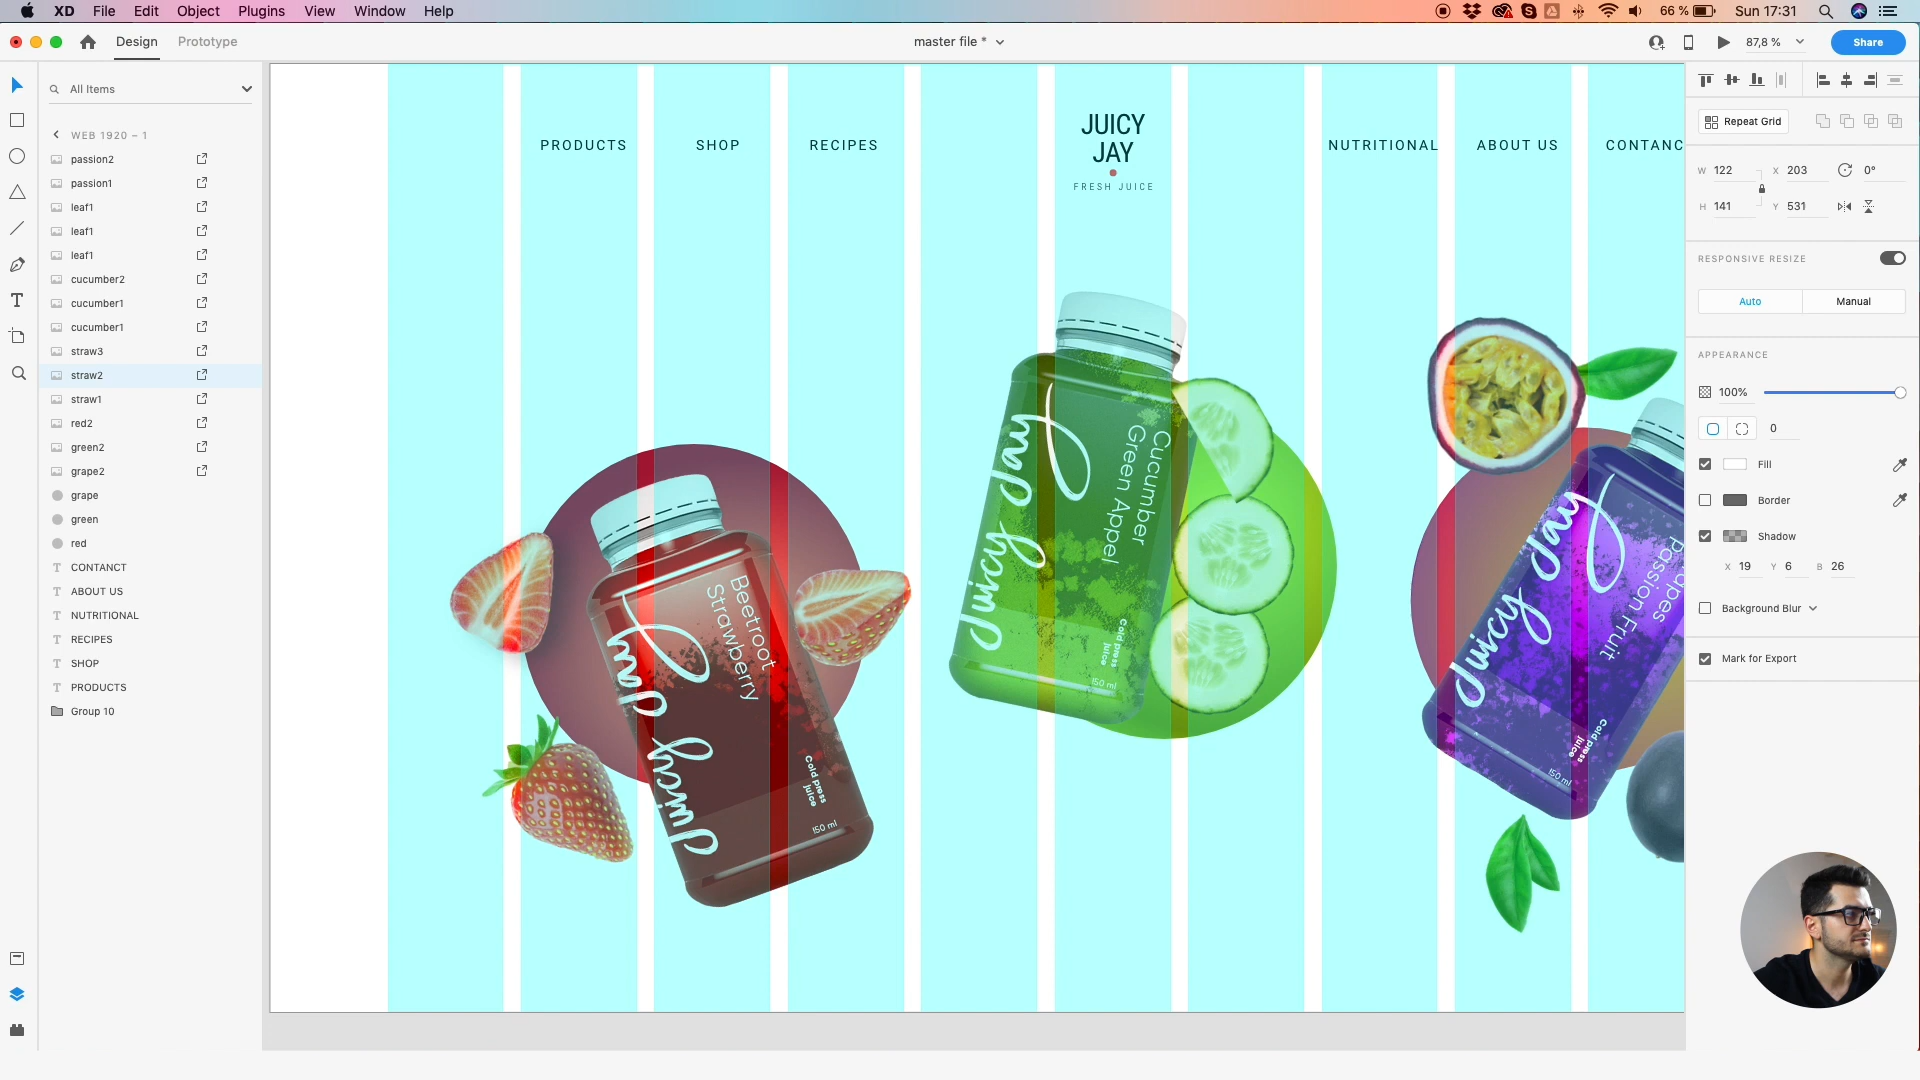 XD File Edit Object Plugins View Window Help
66 % Sun 17:31
Design Prototype
master file *
87,8 %
Share
All Items
WEB 1920 – 1
passion2
passion1
leaf1
leaf1
leaf1
cucumber2
cucumber1
cucumber1
straw3
straw2
straw1
red2
green2
grape2
grape
green
red
CONTANCT
ABOUT US
NUTRITIONAL
RECIPES
SHOP
PRODUCTS
Group 10
PRODUCTS SHOP RECIPES
JUICY
JAY
FRESH JUICE
NUTRITIONAL ABOUT US CONTANC
Juicy Jay
Beetroot
Strawberry
Cold press
juice
150 ml
Juicy Jay
Cucumber
Green Appel
Cold press
juice
150 ml
Juicy Jay
Passion Fruit
Cold press
juice
150 ml
Repeat Grid
W 122 X 203 0°
H 141 Y 531
RESPONSIVE RESIZE
Auto Manual
APPEARANCE
100%
0
Fill
Border
Shadow
X 19 Y 6 B 26
Background Blur
Mark for Export